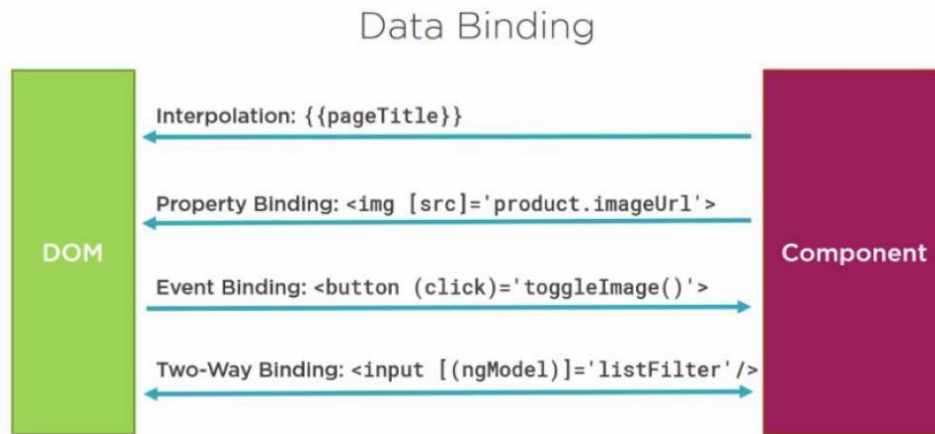 Data Binding
Interpolation: {{pageTitle}}
Property Binding: <img [src]='product.imageUrl'>
DOM
Component
Event Binding: <button (click)='toggleImage()'>
Two-Way Binding: <input [(ngModel)]='listFilter'/>